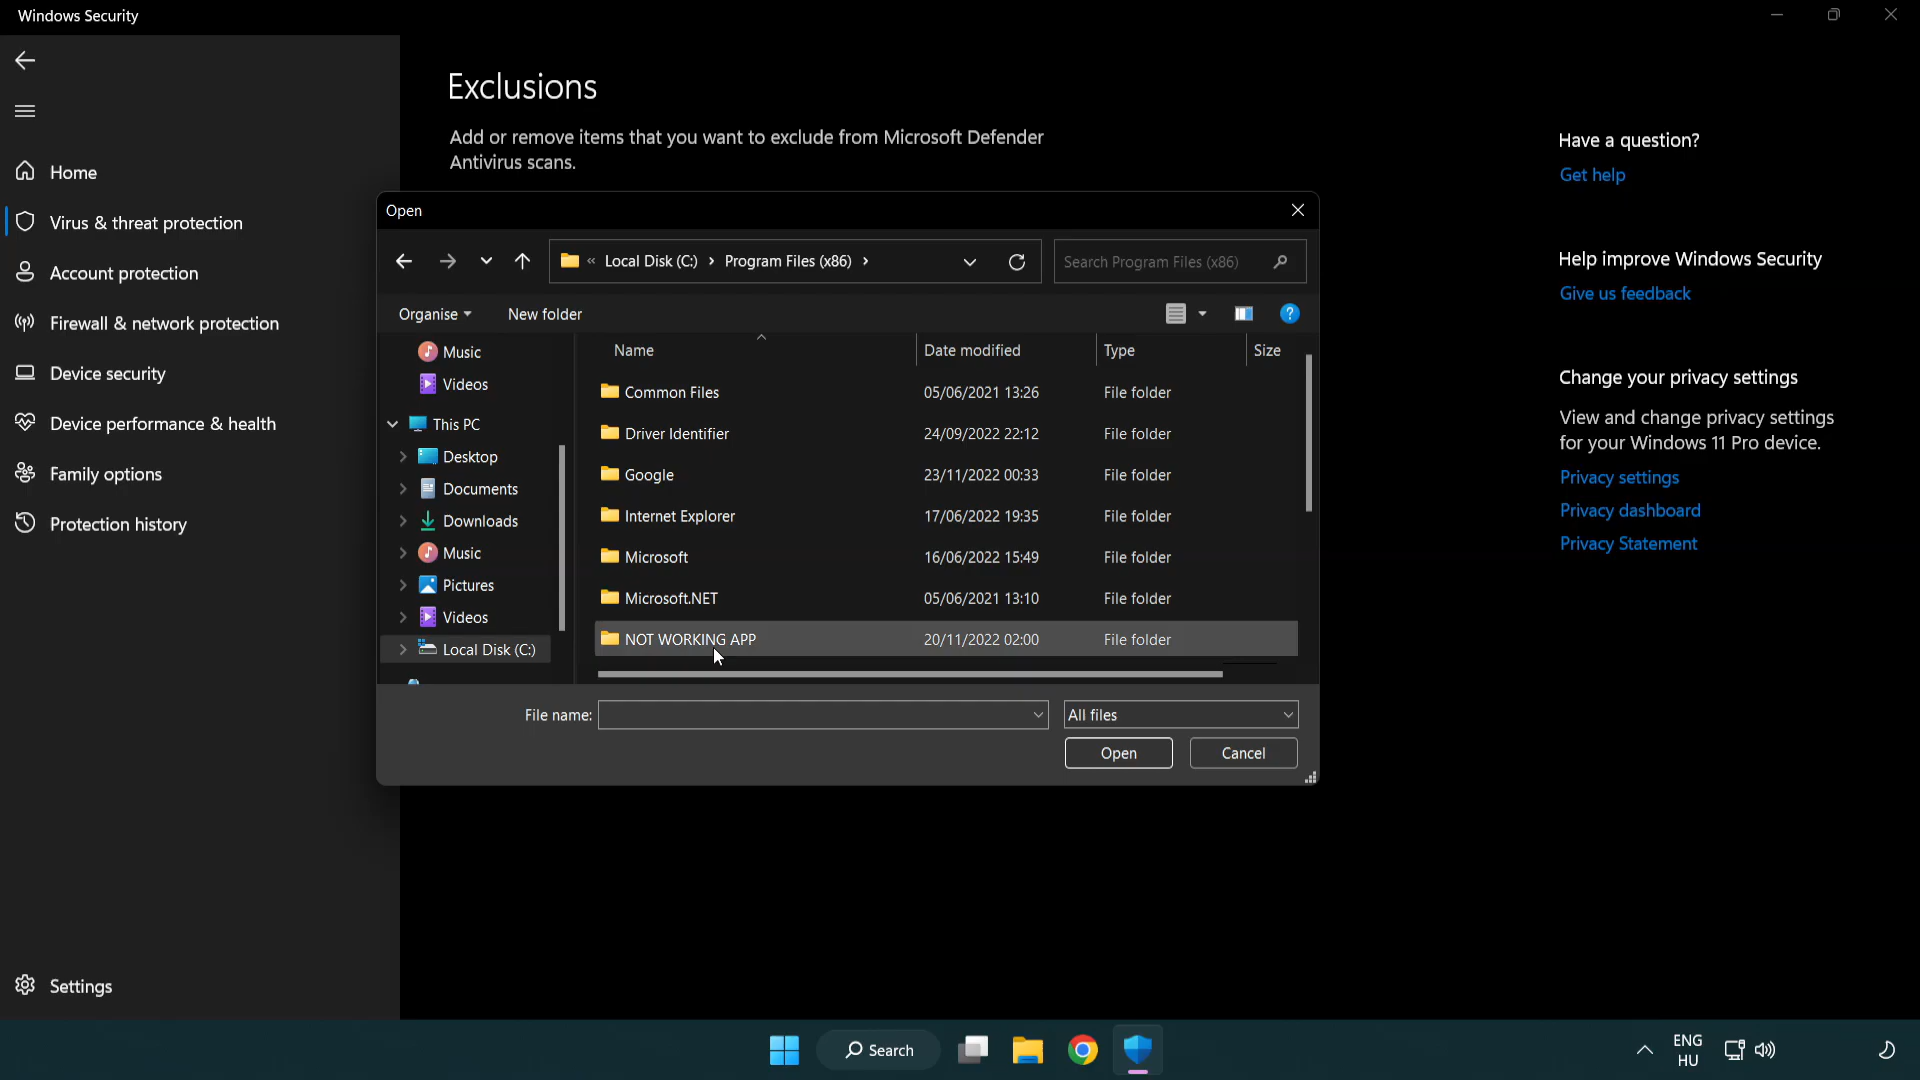 Windows Security
Home
Virus & threat protection
Account protection
Firewall & network protection
Device security
Device performance & health
Family options
Protection history
Settings
Exclusions
Add or remove items that you want to exclude from Microsoft Defender
Antivirus scans.
Open
« Local Disk (C:) › Program Files (x86) ›
Search Program Files (x86)
Organise
New folder
?
Music
Videos
This PC
Desktop
Documents
Downloads
Music
Pictures
Videos
Local Disk (C:)
Name Date modified Type Size
Common Files 05/06/2021 13:26 File folder
Driver Identifier 24/09/2022 22:12 File folder
Google 23/11/2022 00:33 File folder
Internet Explorer 17/06/2022 19:35 File folder
Microsoft 16/06/2022 15:49 File folder
Microsoft.NET 05/06/2021 13:10 File folder
NOT WORKING APP 20/11/2022 02:00 File folder
File name:
All files
Open
Cancel
Have a question?
Get help
Help improve Windows Security
Give us feedback
Change your privacy settings
View and change privacy settings
for your Windows 11 Pro device.
Privacy settings
Privacy dashboard
Privacy Statement
Search
ENG
HU